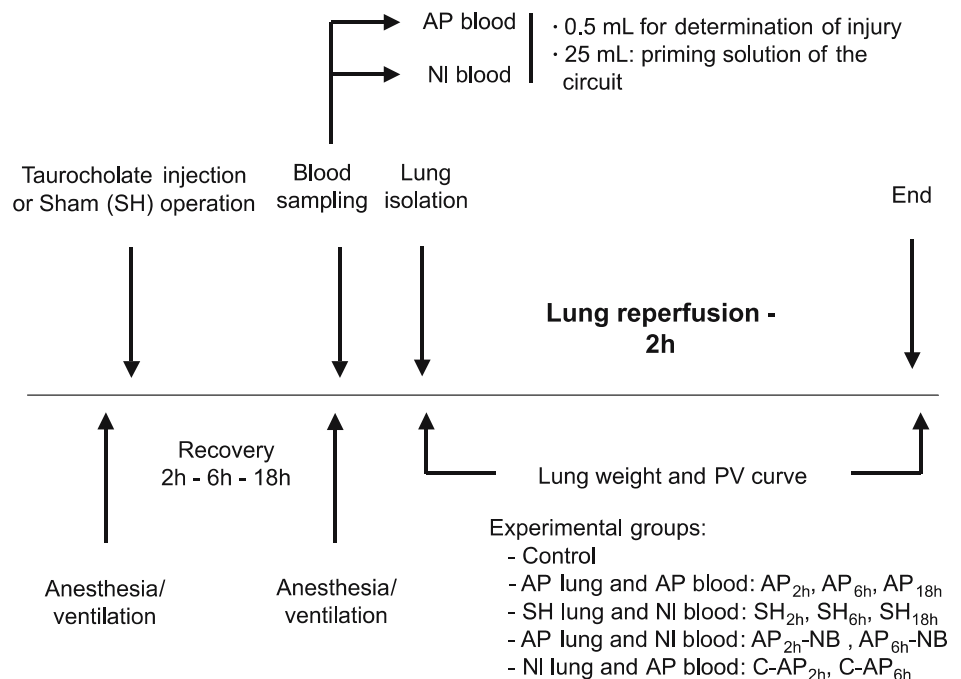 AP blood
· 0.5 mL for determination of injury
· 25 mL: priming solution of the
circuit
Nl blood
Taurocholate injection
or Sham (SH) operation
Blood
sampling
Lung
isolation
End
Lung reperfusion -
2h
Recovery
2h - 6h - 18h
Lung weight and PV curve
Anesthesia/
ventilation
Anesthesia/
ventilation
Experimental groups:
- Control
- AP lung and AP blood: AP2h, AP6h, AP18h
- SH lung and Nl blood: SH2h, SH6h, SH18h
- AP lung and Nl blood: AP2h-NB , AP6h-NB
- Nl lung and AP blood: C-AP2h, C-AP6h